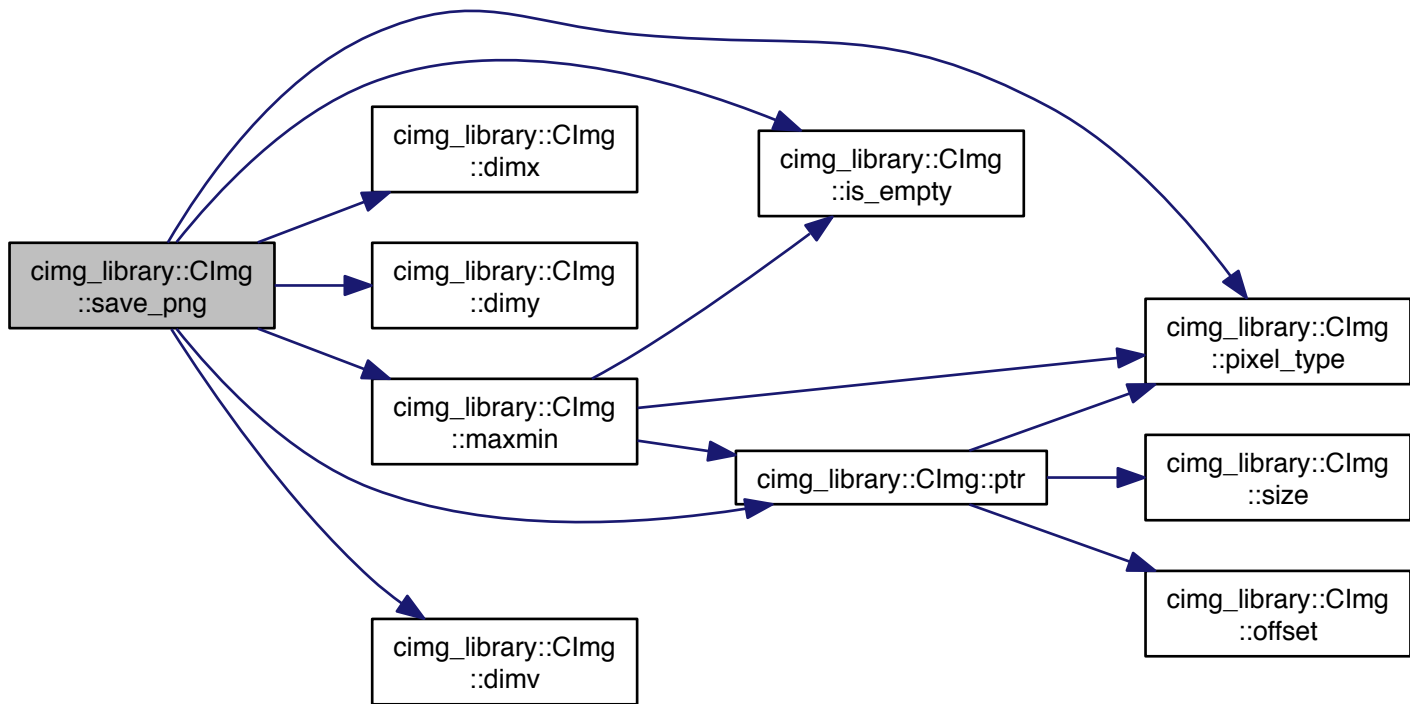 cimg_library::CImg
::save_png
cimg_library::CImg
::dimx
cimg_library::CImg
::dimy
cimg_library::CImg
::maxmin
cimg_library::CImg
::dimv
cimg_library::CImg
::is_empty
cimg_library::CImg::ptr
cimg_library::CImg
::pixel_type
cimg_library::CImg
::size
cimg_library::CImg
::offset